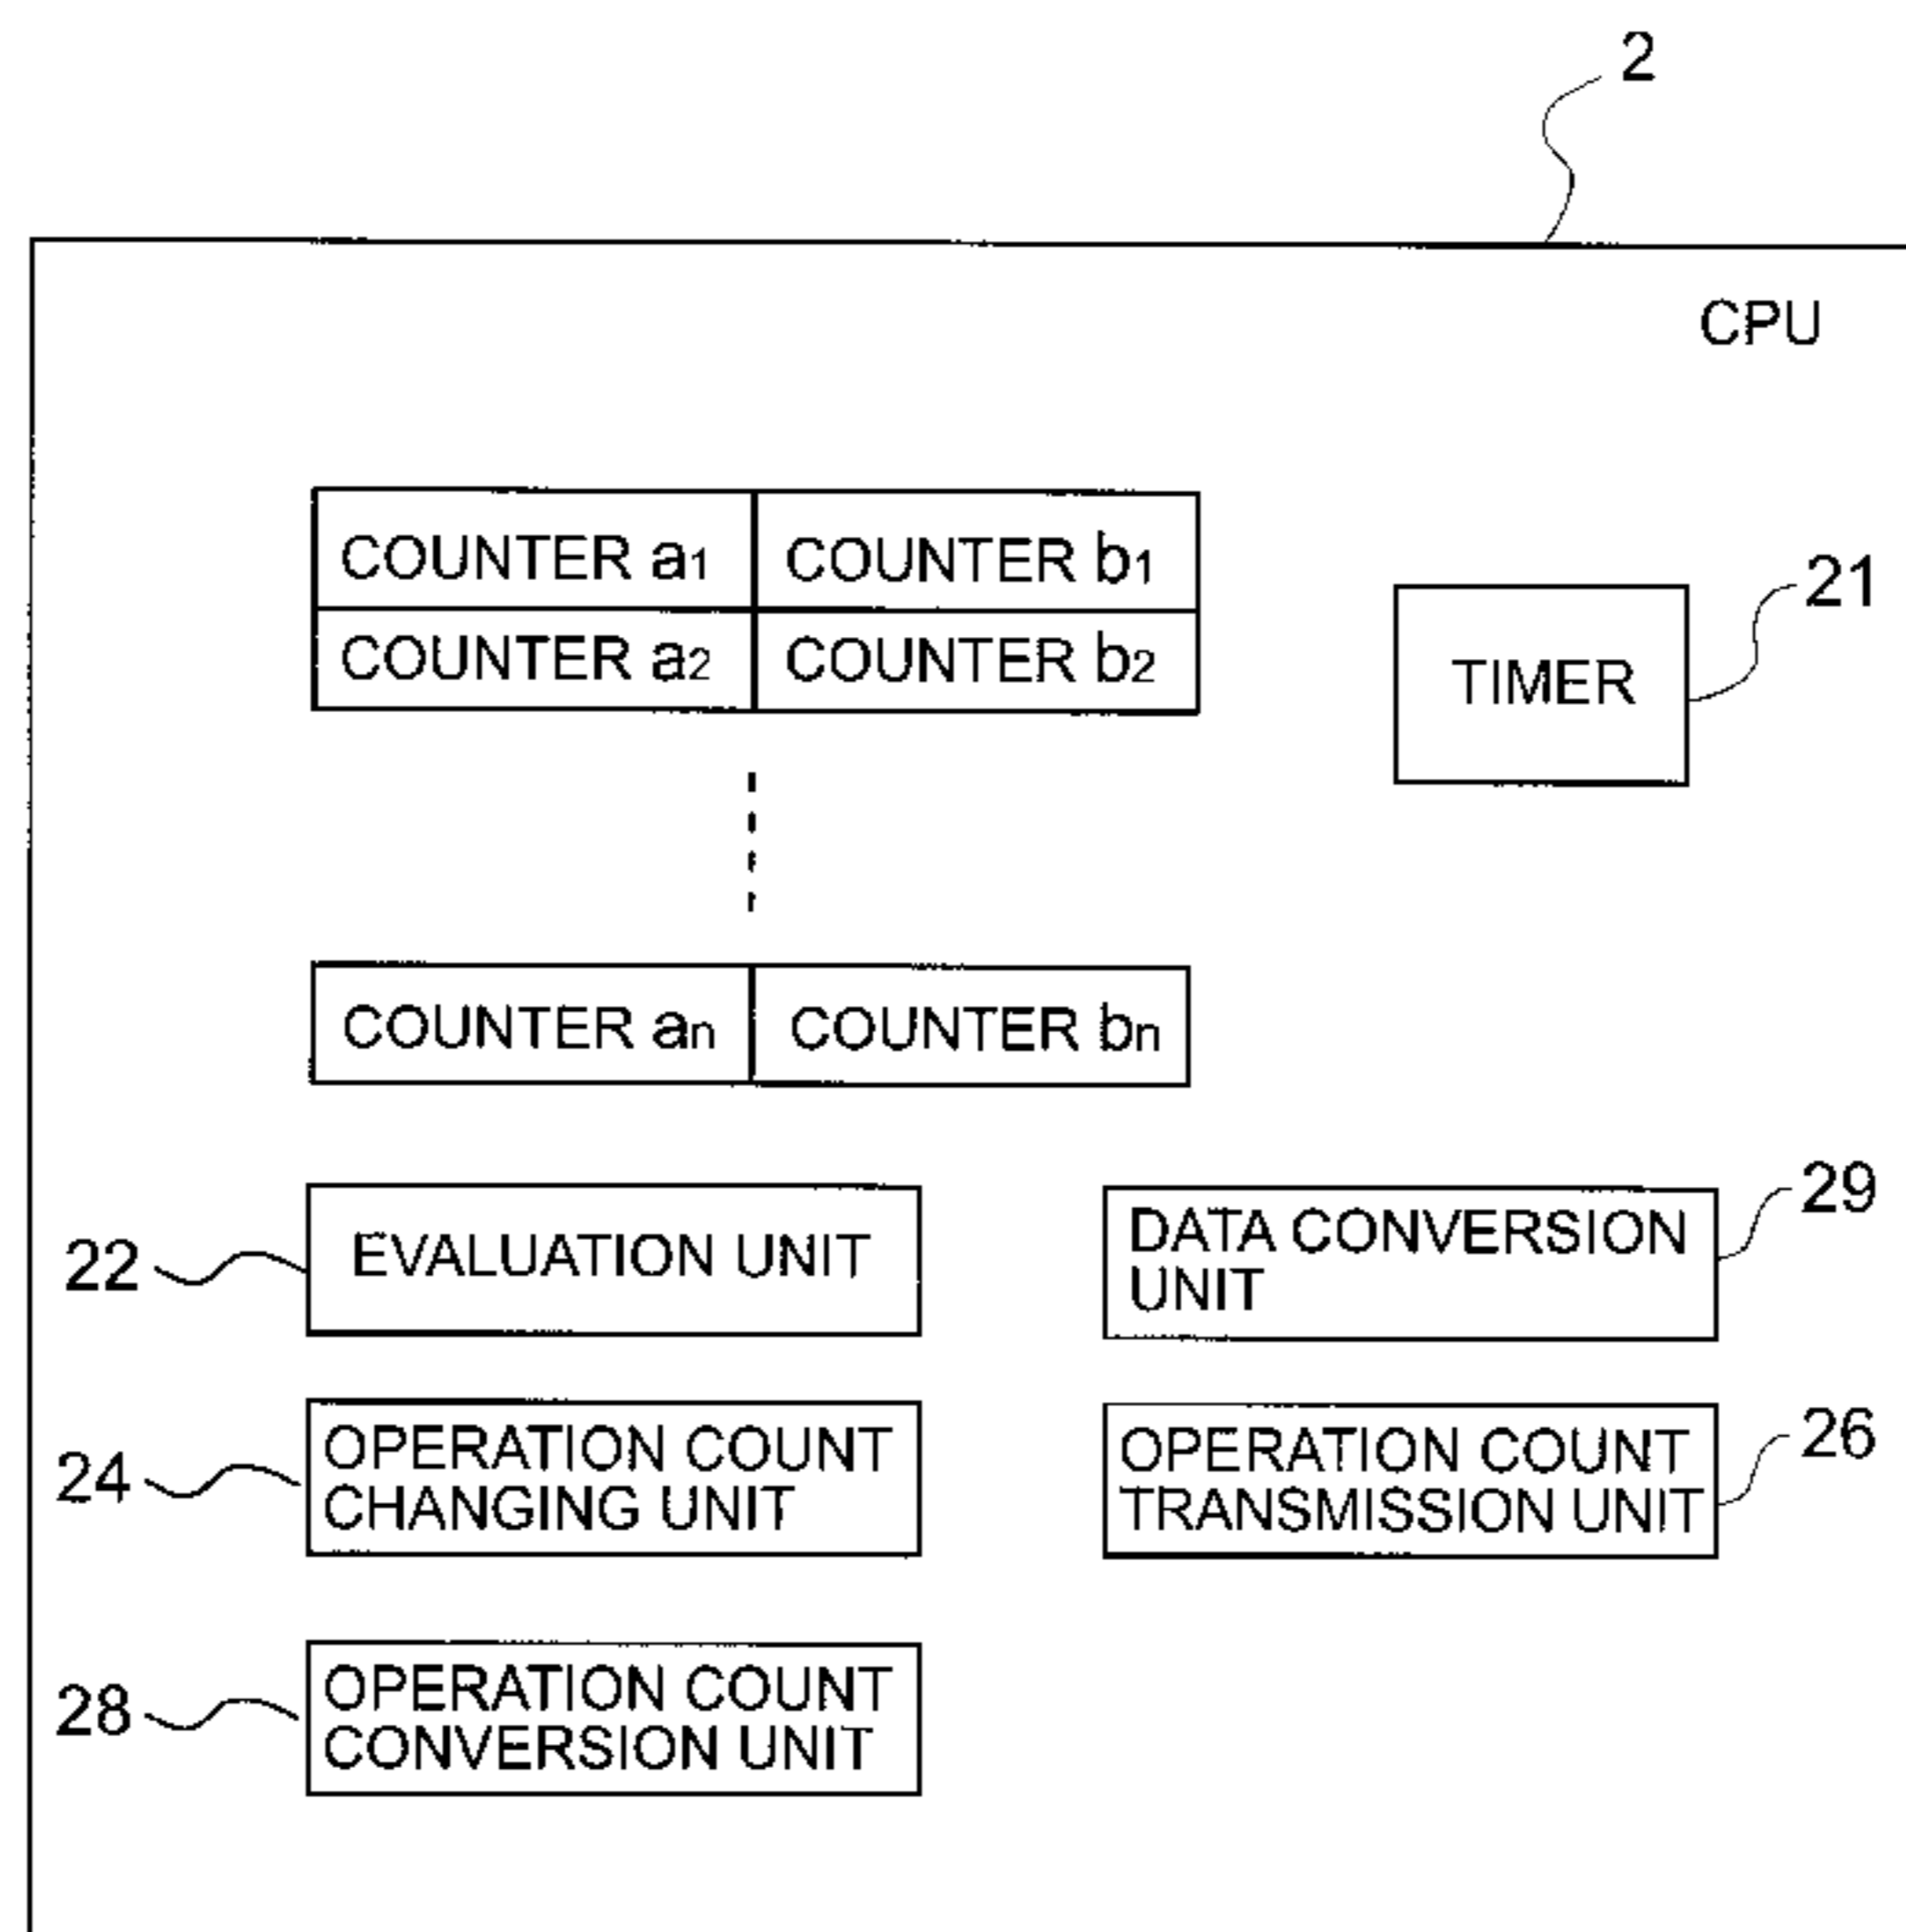 2
CPU
COUNTER a1 COUNTER b1
COUNTER a2 COUNTER b2
21
TIMER
COUNTER an COUNTER bn
22
EVALUATION UNIT
29
DATA CONVERSION
UNIT
24
OPERATION COUNT
CHANGING UNIT
26
OPERATION COUNT
TRANSMISSION UNIT
28
OPERATION COUNT
CONVERSION UNIT